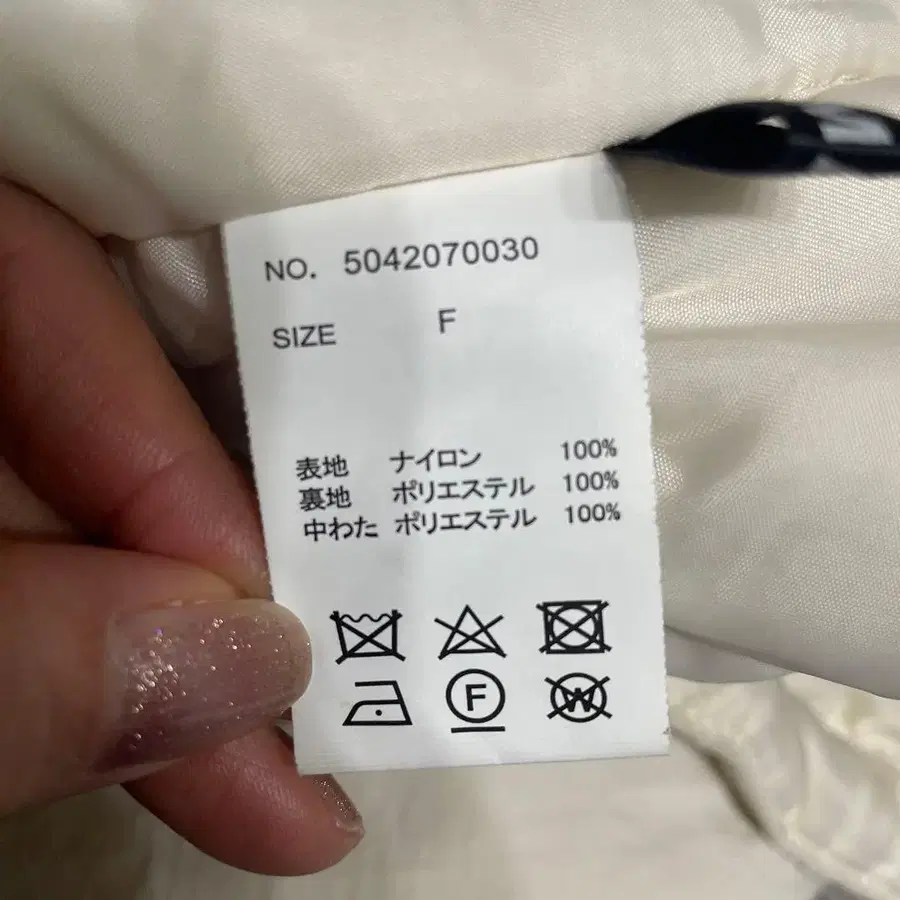 NO. 5042070030
SIZE F
表地 ナイロン 100%
裏地 ポリエステル 100%
中わた ポリエステル 100%
F W